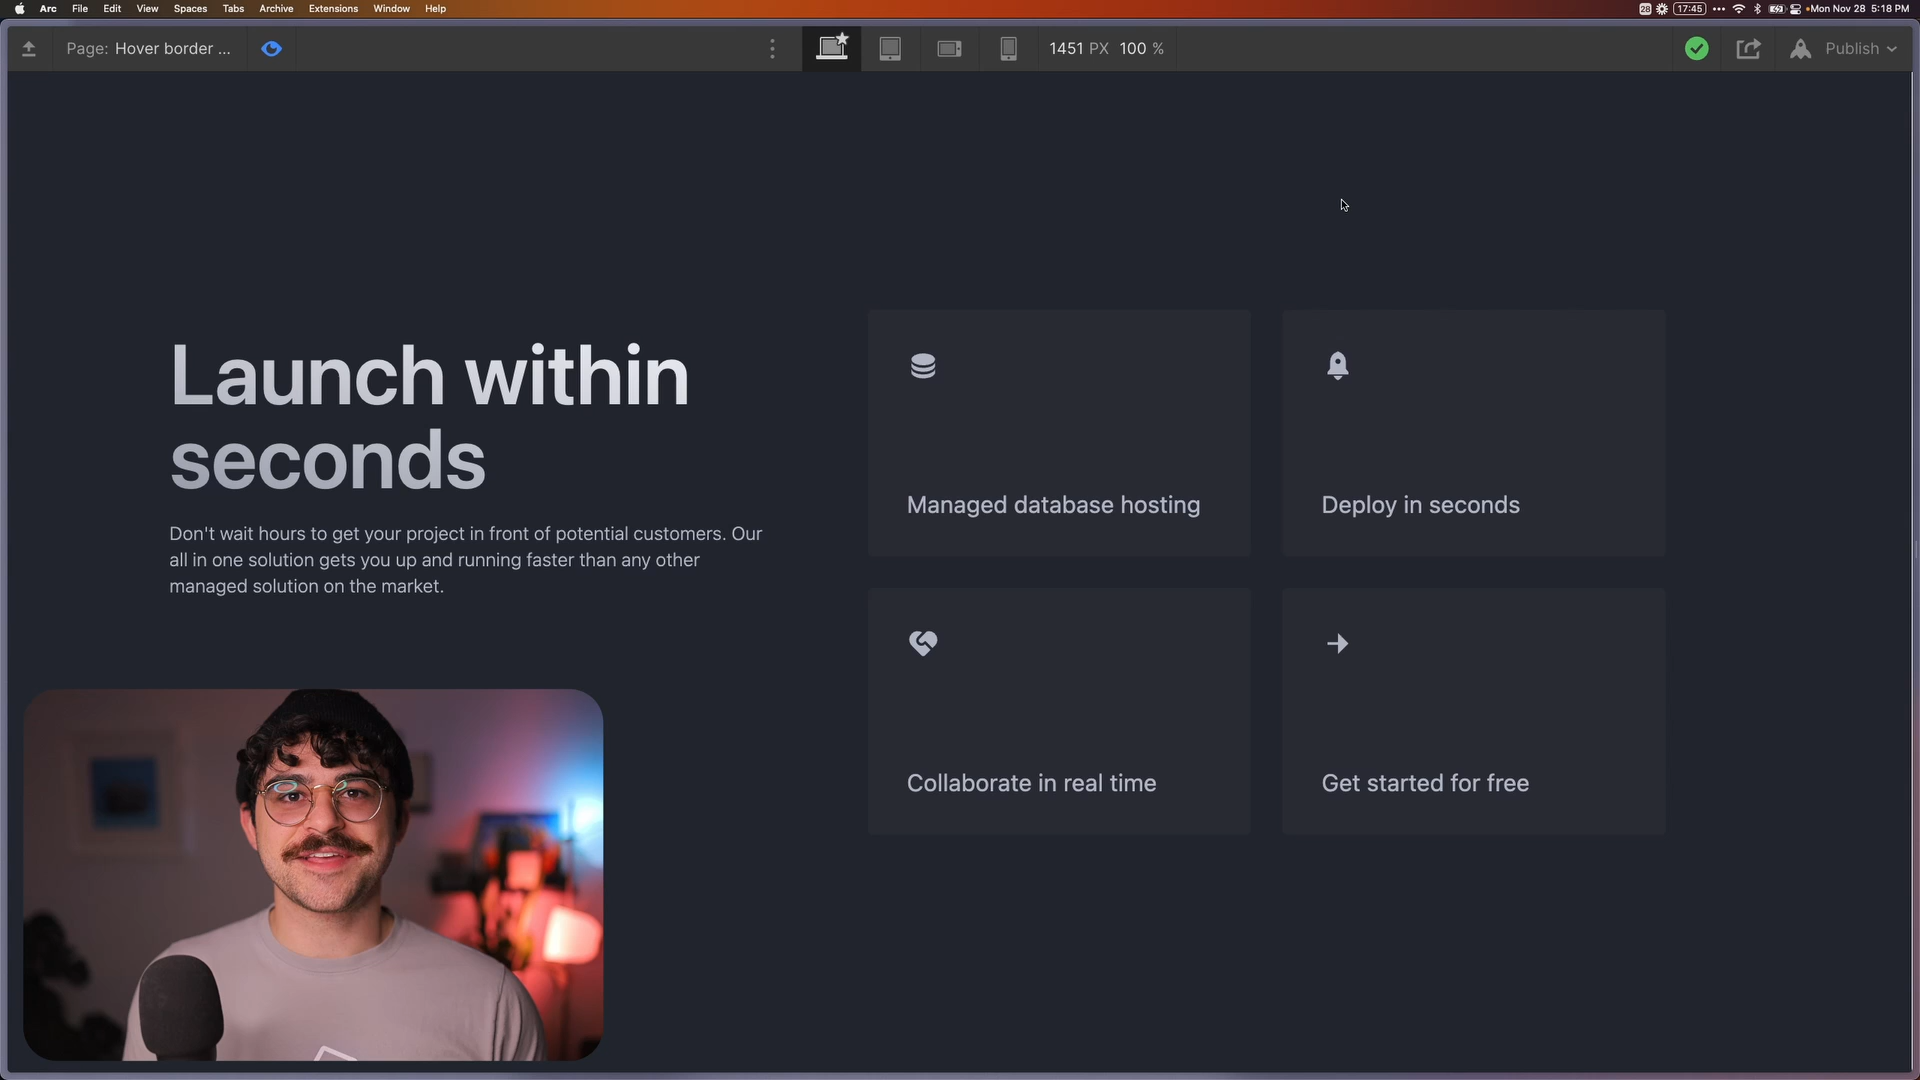 Arc File Edit View Spaces Tabs Archive Extensions Window Help
28 17:45 Mon Nov 28 5:18 PM
Page: Hover border ...
1451 PX 100 %
Publish
Launch within
seconds
Don't wait hours to get your project in front of potential customers. Our
all in one solution gets you up and running faster than any other
managed solution on the market.
Managed database hosting
Deploy in seconds
Collaborate in real time
Get started for free